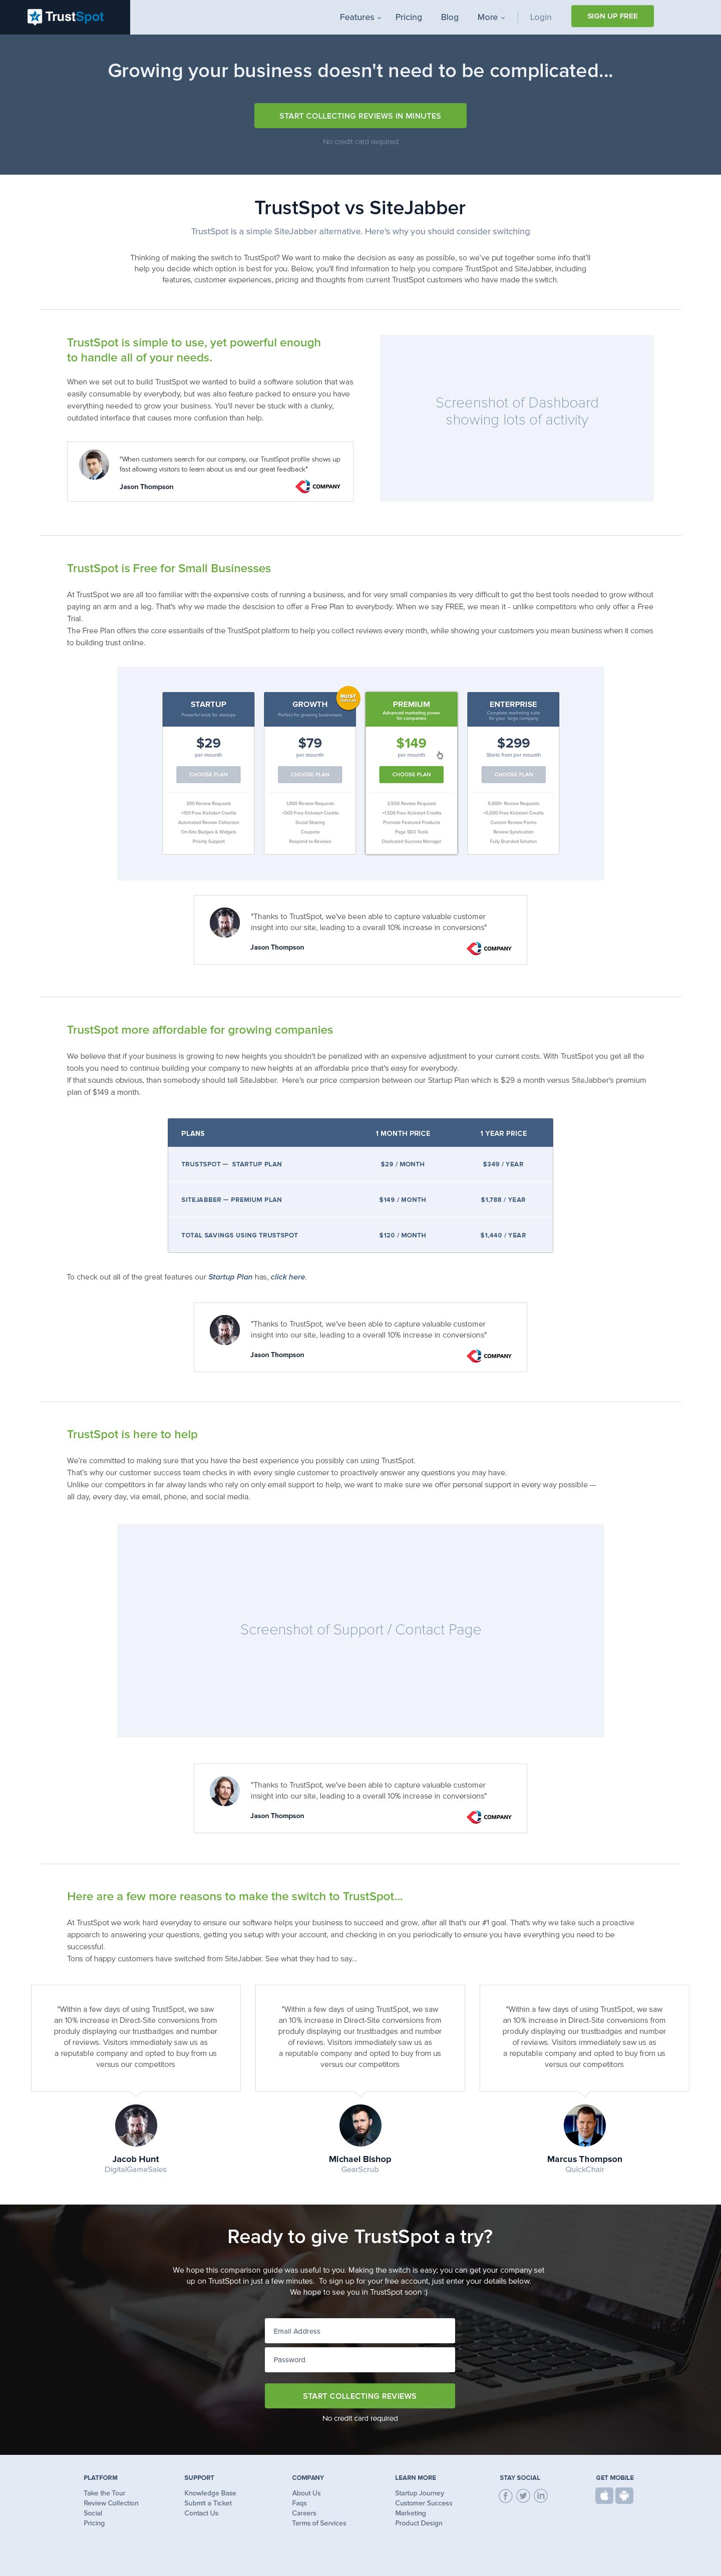 TrustSpot
Features
Pricing
Blog
More
Login
SIGN UP FREE
Growing your business doesn't need to be complicated...
START COLLECTING REVIEWS IN MINUTES
No credit card required
TrustSpot vs SiteJabber
TrustSpot is a simple SiteJabber alternative. Here's why you should consider switching
Thinking of making the switch to TrustSpot? We want to make the decision as easy as possible, so we've put together some info that'll
help you decide which option is best for you. Below, you'll find information to help you compare TrustSpot and SiteJabber, including
features, customer experiences, pricing and thoughts from current TrustSpot customers who have made the switch.
TrustSpot is simple to use, yet powerful enough
to handle all of your needs.
When we set out to build TrustSpot we wanted to build a software solution that was
easily consumable by everybody, but was also feature packed to ensure you have
everything needed to grow your business. You'll never be stuck with a clunky,
outdated interface that causes more confusion than help.
"When customers search for our company, our TrustSpot profile shows up
fast allowing visitors to learn about us and our great feedback"
Jason Thompson
COMPANY
Screenshot of Dashboard
showing lots of activity
TrustSpot is Free for Small Businesses
At TrustSpot we are all too familiar with the expensive costs of running a business, and for very small companies its very difficult to get the best tools needed to grow without
paying an arm and a leg. That's why we made the descision to offer a Free Plan to everybody. When we say FREE, we mean it - unlike competitors who only offer a Free
Trial.
The Free Plan offers the core essentialls of the TrustSpot platform to help you collect reviews every month, while showing your customers you mean business when it comes
to building trust online.
STARTUP
Powerful tools for startups
$29
per mounth
CHOOSE PLAN
300 Review Requests
+150 Free Kickstart Credits
Automated Review Collection
On-Site Badges & Widgets
Priority Support
GROWTH
Perfect for growing businesses
MOST
POPULAR
$79
per mounth
CHOOSE PLAN
1,000 Review Requests
+500 Free Kickstart Credits
Social Sharing
Coupons
Respond to Reviews
PREMIUM
Advanced marketing power
for companies
$149
per mounth
CHOOSE PLAN
2,500 Review Requests
+1,500 Free Kickstart Credits
Promote Featured Products
Page SEO Tools
Dedicated Success Manager
ENTERPRISE
Complete marketing suite
for your large company
$299
Starts from per mounth
CHOOSE PLAN
5,000+ Review Requests
+5,000 Free Kickstart Credits
Custom Review Forms
Review Syndication
Fully Branded Solution
"Thanks to TrustSpot, we've been able to capture valuable customer
insight into our site, leading to a overall 10% increase in conversions"
Jason Thompson
COMPANY
TrustSpot more affordable for growing companies
We believe that if your business is growing to new heights you shouldn't be penalized with an expensive adjustment to your current costs. With TrustSpot you get all the
tools you need to continue building your company to new heights at an affordable price that's easy for everybody.
If that sounds obvious, than somebody should tell SiteJabber. Here's our price comparsion between our Startup Plan which is $29 a month versus SiteJabber's premium
plan of $149 a month.
PLANS 1 MONTH PRICE 1 YEAR PRICE
TRUSTSPOT — STARTUP PLAN $29 / MONTH $349 / YEAR
SITEJABBER — PREMIUM PLAN $149 / MONTH $1,788 / YEAR
TOTAL SAVINGS USING TRUSTSPOT $120 / MONTH $1,440 / YEAR
To check out all of the great features our Startup Plan has, click here.
"Thanks to TrustSpot, we've been able to capture valuable customer
insight into our site, leading to a overall 10% increase in conversions"
Jason Thompson
COMPANY
TrustSpot is here to help
We're committed to making sure that you have the best experience you possibly can using TrustSpot.
That's why our customer success team checks in with every single customer to proactively answer any questions you may have.
Unlike our competitors in far alway lands who rely on only email support to help, we want to make sure we offer personal support in every way possible —
all day, every day, via email, phone, and social media.
Screenshot of Support / Contact Page
"Thanks to TrustSpot, we've been able to capture valuable customer
insight into our site, leading to a overall 10% increase in conversions"
Jason Thompson
COMPANY
Here are a few more reasons to make the switch to TrustSpot...
At TrustSpot we work hard everyday to ensure our software helps your business to succeed and grow, after all that's our #1 goal. That's why we take such a proactive
apporach to answering your questions, getting you setup with your account, and checking in on you periodically to ensure you have everything you need to be
successful.
Tons of happy customers have switched from SiteJabber. See what they had to say...
"Within a few days of using TrustSpot, we saw
an 10% increase in Direct-Site conversions from
produly displaying our trustbadges and number
of reviews. Visitors immediately saw us as
a reputable company and opted to buy from us
versus our competitors
Jacob Hunt
DigitalGameSales
"Within a few days of using TrustSpot, we saw
an 10% increase in Direct-Site conversions from
produly displaying our trustbadges and number
of reviews. Visitors immediately saw us as
a reputable company and opted to buy from us
versus our competitors
Michael Bishop
GearScrub
"Within a few days of using TrustSpot, we saw
an 10% increase in Direct-Site conversions from
produly displaying our trustbadges and number
of reviews. Visitors immediately saw us as
a reputable company and opted to buy from us
versus our competitors
Marcus Thompson
QuickChair
Ready to give TrustSpot a try?
We hope this comparison guide was useful to you. Making the switch is easy; you can get your company set
up on TrustSpot in just a few minutes. To sign up for your free account, just enter your details below.
We hope to see you in TrustSpot soon :)
Email Address
Password
START COLLECTING REVIEWS
No credit card required
PLATFORM
Take the Tour
Review Collection
Social
Pricing
SUPPORT
Knowledge Base
Submit a Ticket
Contact Us
COMPANY
About Us
Faqs
Careers
Terms of Services
LEARN MORE
Startup Journey
Customer Success
Marketing
Product Design
STAY SOCIAL
GET MOBILE